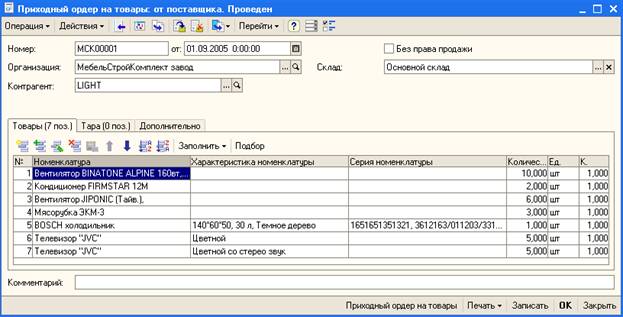 Приходный ордер на товары: от поставщика. Проведен
Операция Действия Перейти ?
Номер: МСК00001 от: 01.09.2005 0:00:00 Без права продажи
Организация: МебельСтройКомплект завод ... Склад: Основной склад ... ×
Контрагент: LIGHT ...
Товары (7 поз.) Тара (0 поз.) Дополнительно
Заполнить Подбор
№ Номенклатура Характеристика номенклатуры Серия номенклатуры Количес... Ед. К.
1 Вентилятор BINATONE ALPINE 160вт,... 10,000 шт 1,000
2 Кондиционер FIRMSTAR 12М 2,000 шт 1,000
3 Вентилятор JIPONIC (Тайв.), 6,000 шт 1,000
4 Мясорубка ЭКМ-3 3,000 шт 1,000
5 BOSCH холодильник 140*60*50, 30 л, Темное дерево 1651651351321, 3612163/011203/331... 1,000 шт 1,000
6 Телевизор "JVC" Цветной 5,000 шт 1,000
7 Телевизор "JVC" Цветной со стерео звук 5,000 шт 1,000
Комментарий:
Приходный ордер на товары Печать Записать OK Закрыть